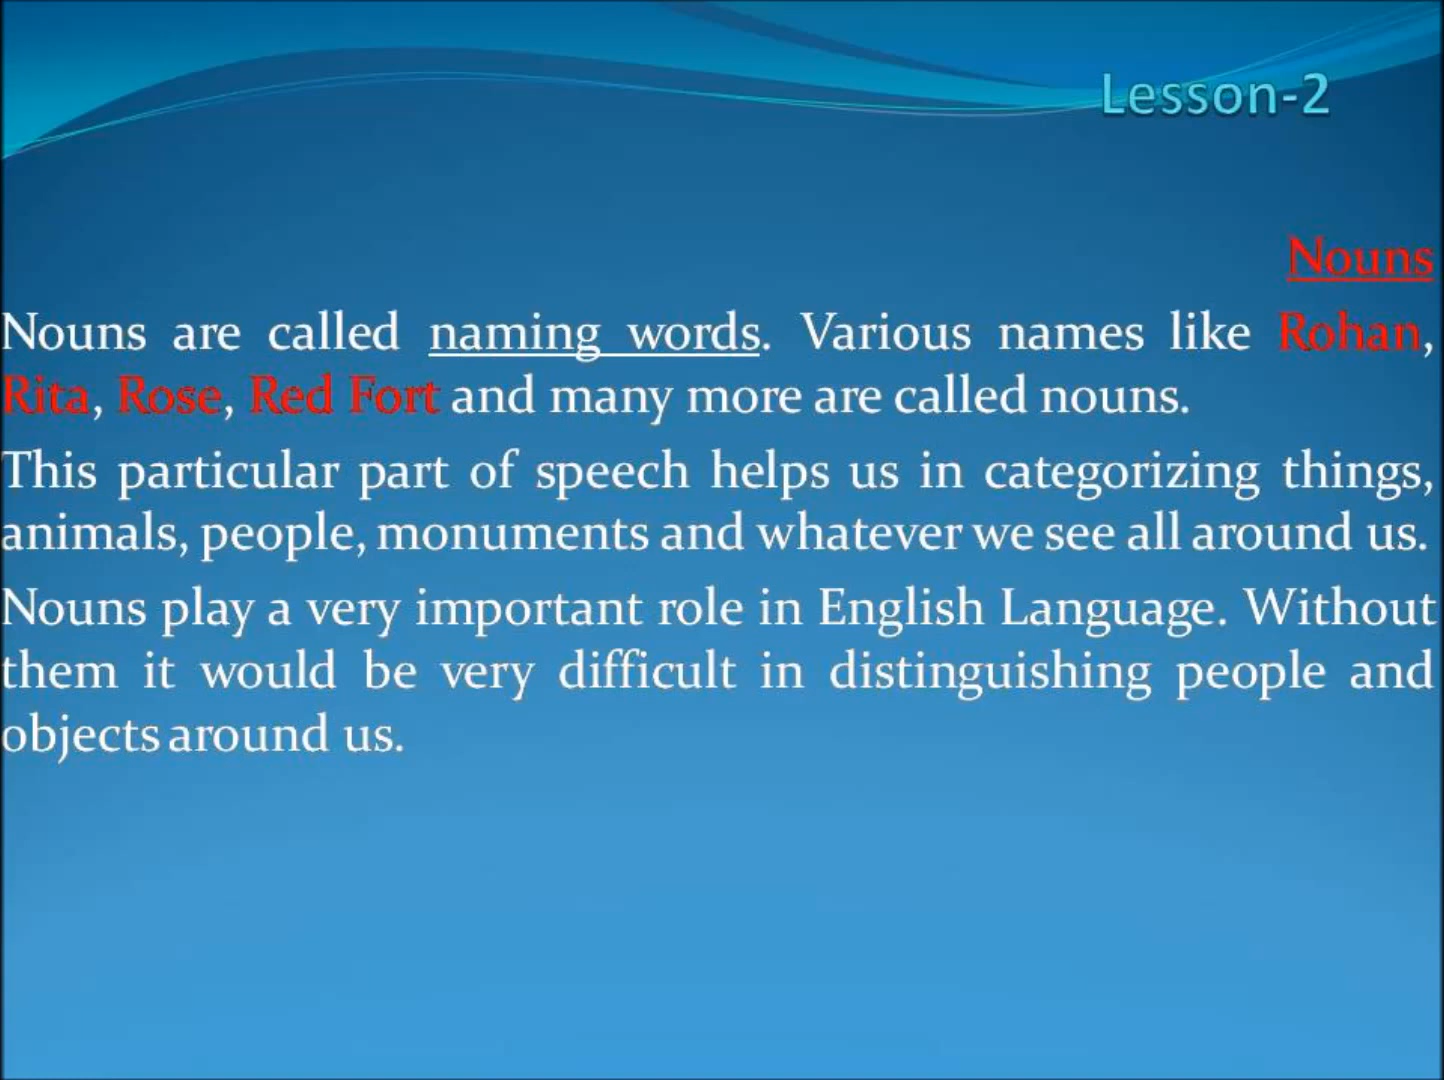 Lesson-2
Nouns
Nouns are called naming words. Various names like Rohan,
Rita, Rose, Red Fort and many more are called nouns.
This particular part of speech helps us in categorizing things,
animals, people, monuments and whatever we see all around us.
Nouns play a very important role in English Language. Without
them it would be very difficult in distinguishing people and
objects around us.